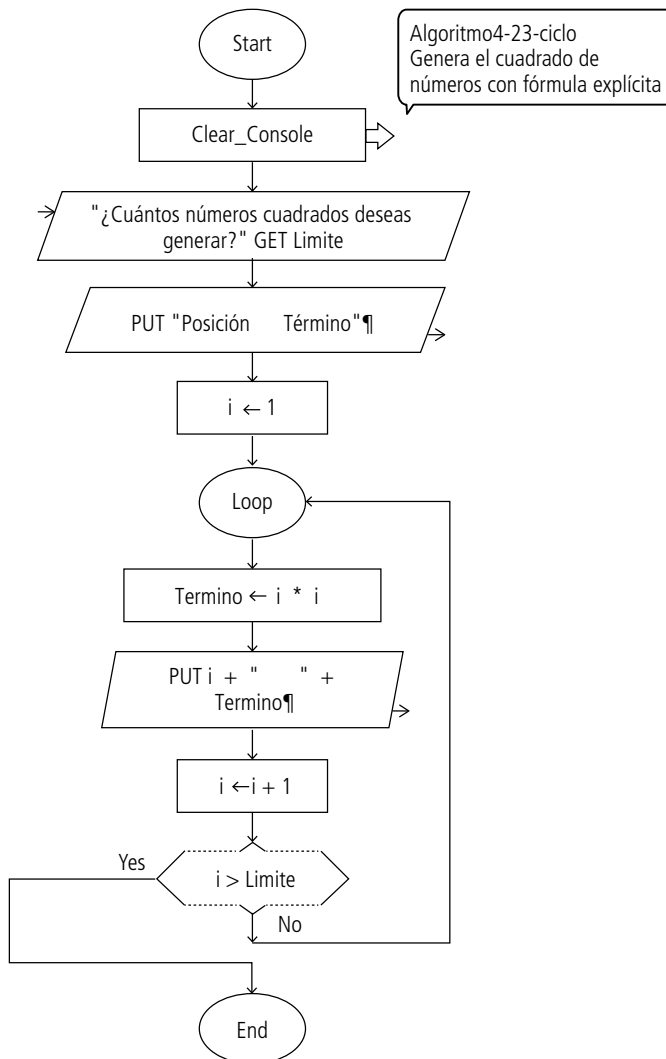 Start
Algoritmo4-23-ciclo
Genera el cuadrado de
números con fórmula explícita
Clear_Console
"¿Cuántos números cuadrados deseas
generar?" GET Limite
PUT "Posición    Término"¶
i ← 1
Loop
Termino ← i * i
PUT i + "    " +
Termino¶
i ←i + 1
Yes
i > Limite
No
End